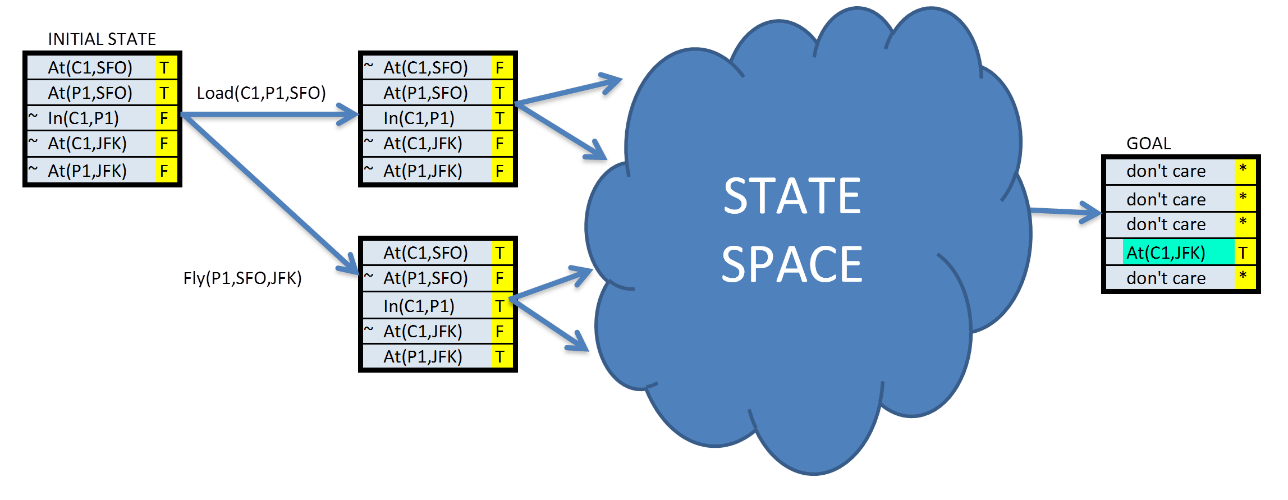 INITIAL STATE
At(C1,SFO) T
At(P1,SFO) T
~ In(C1,P1) F
~ At(C1,JFK) F
~ At(P1,JFK) F
Load(C1,P1,SFO)
Fly(P1,SFO,JFK)
~ At(C1,SFO) F
At(P1,SFO) T
In(C1,P1) T
~ At(C1,JFK) F
~ At(P1,JFK) F
At(C1,SFO) T
~ At(P1,SFO) F
In(C1,P1) T
~ At(C1,JFK) F
At(P1,JFK) T
STATE
SPACE
GOAL
don't care *
don't care *
don't care *
At(C1,JFK) T
don't care *